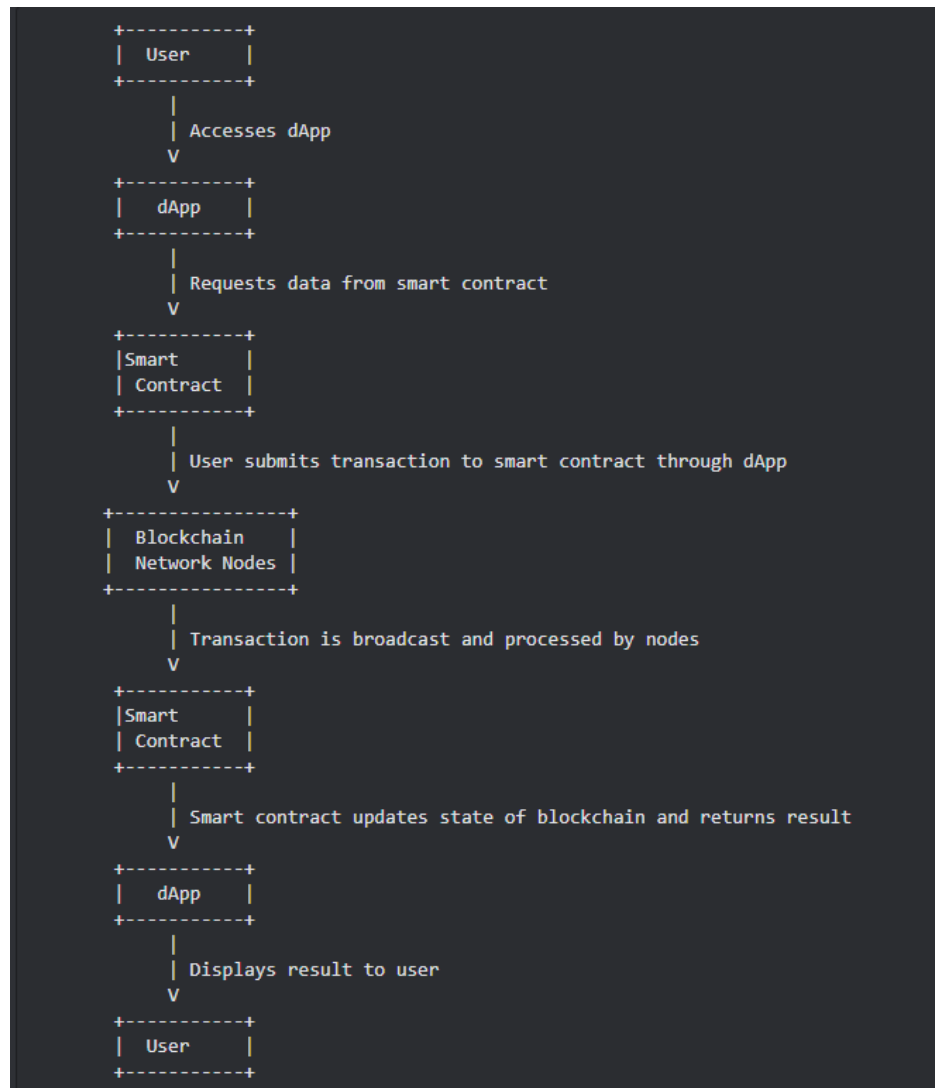 +-----------+
|  User     |
+-----------+
|
| Accesses dApp
V
+-----------+
|   dApp    |
+-----------+
|
| Requests data from smart contract
V
+-----------+
|Smart      |
| Contract  |
+-----------+
|
| User submits transaction to smart contract through dApp
V
+----------------+
|  Blockchain    |
|  Network Nodes |
+----------------+
|
| Transaction is broadcast and processed by nodes
V
+-----------+
|Smart      |
| Contract  |
+-----------+
|
| Smart contract updates state of blockchain and returns result
V
+-----------+
|   dApp    |
+-----------+
|
| Displays result to user
V
+-----------+
|  User     |
+-----------+